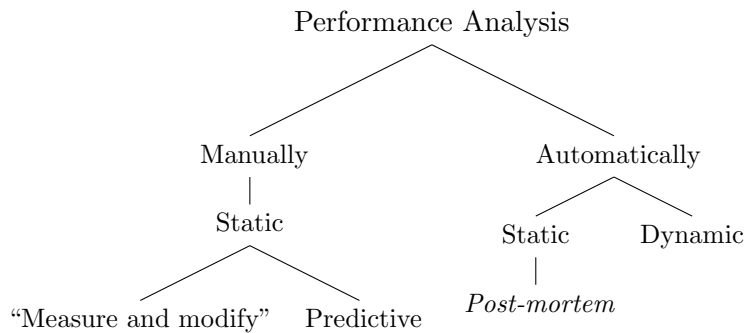 Performance Analysis
Manually
Automatically
Static
Static
Dynamic
“Measure and modify”
Predictive
Post-mortem